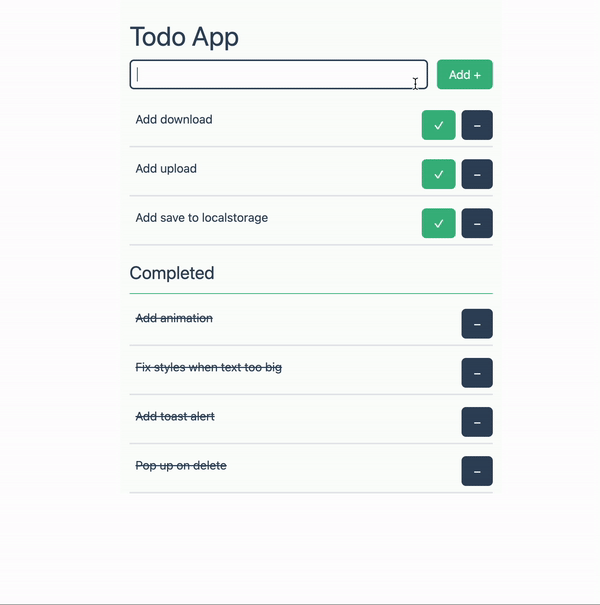 Todo App
Add +
Add download
✓ –
Add upload
✓ –
Add save to localstorage
✓ –
Completed
Add animation
–
Fix styles when text too big
–
Add toast alert
–
Pop up on delete
–